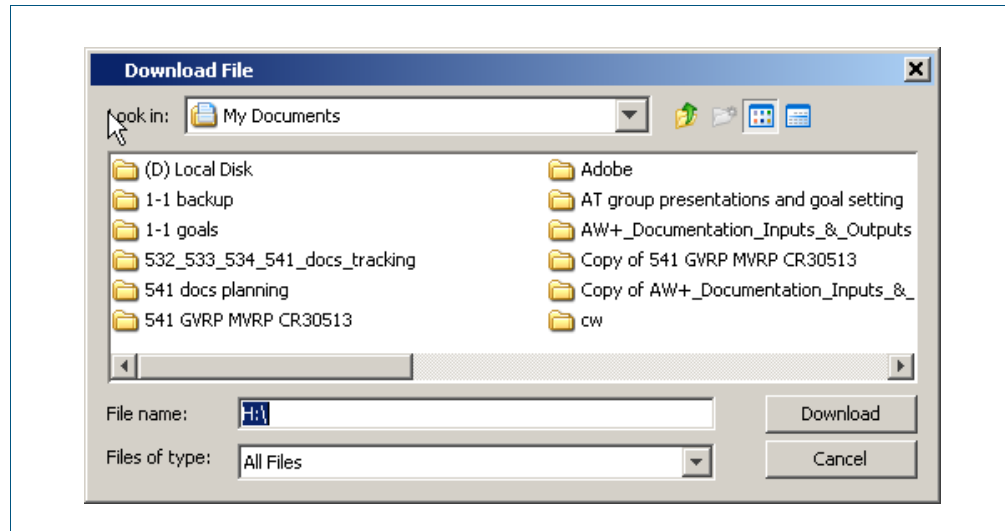 Download File
Look in: My Documents
(D) Local Disk
1-1 backup
1-1 goals
532_533_534_541_docs_tracking
541 docs planning
541 GVRP MVRP CR30513
Adobe
AT group presentations and goal setting
AW+_Documentation_Inputs_&_Outputs
Copy of 541 GVRP MVRP CR30513
Copy of AW+_Documentation_Inputs_&_
cw
File name: H:\ Download
Files of type: All Files Cancel